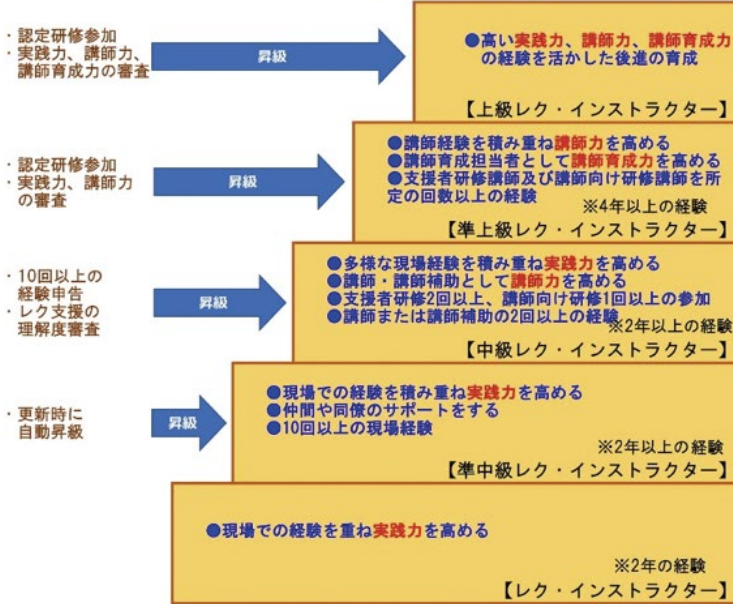 ・認定研修参加
・実践力、講師力、
講師育成力の審査
昇級
●高い実践力、講師力、講師育成力
の経験を活かした後進の育成
【上級レク・インストラクター】
・認定研修参加
・実践力、講師力
の審査
昇級
●講師経験を積み重ね講師力を高める
●講師育成担当者として講師育成力を高める
●支援者研修講師及び講師向け研修講師を所
定の回数以上の経験
※4年以上の経験
【準上級レク・インストラクター】
・10回以上の
経験申告
・レク支援の
理解度審査
昇級
●多様な現場経験を積み重ね実践力を高める
●講師・講師補助として講師力を高める
●支援者研修2回以上、講師向け研修1回以上の参加
●講師または講師補助の2回以上の経験
※2年以上の経験
【中級レク・インストラクター】
・更新時に
自動昇級
昇級
●現場での経験を積み重ね実践力を高める
●仲間や同僚のサポートをする
●10回以上の現場経験
※2年以上の経験
【準中級レク・インストラクター】
●現場での経験を重ね実践力を高める
※2年の経験
【レク・インストラクター】